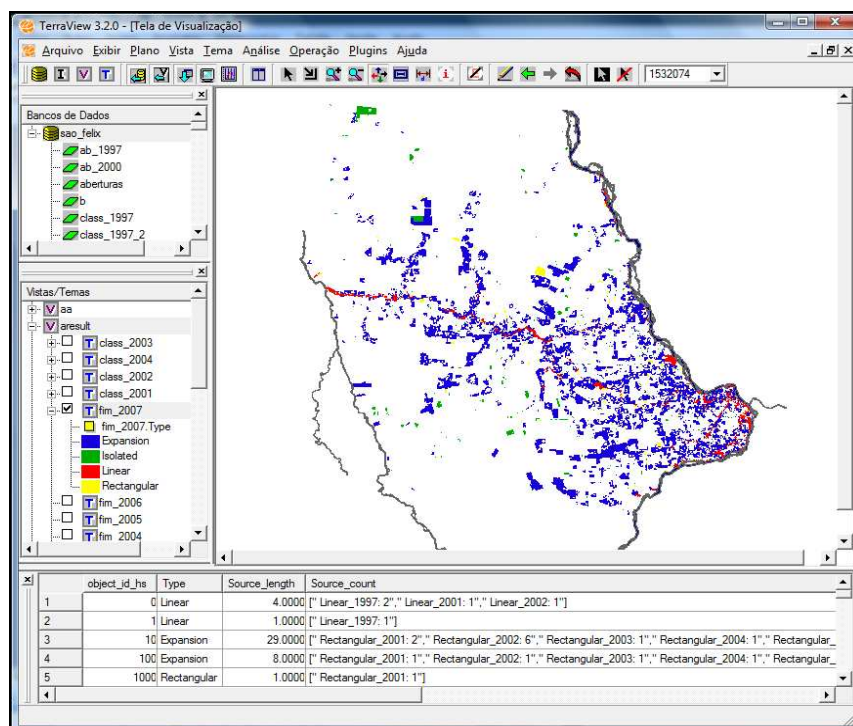 TerraView 3.2.0 - [Tela de Visualização]
Arquivo Exibir Plano Vista Tema Análise Operação Plugins Ajuda
I V T 1532074
Bancos de Dados
sao_felix
ab_1997
ab_2000
aberturas
b
class_1997
class_1997_2
Vistas/Temas
V aa
V aresult
T class_2003
T class_2004
T class_2002
T class_2001
T fim_2007
fim_2007.Type
Expansion
Isolated
Linear
Rectangular
T fim_2006
T fim_2005
T fim_2004
object_id_hs Type Source_length Source_count
1 0 Linear 4.0000 [" Linear_1997: 2"," Linear_2001: 1"," Linear_2002: 1"]
2 1 Linear 1.0000 [" Linear_1997: 1"]
3 10 Expansion 29.0000 [" Rectangular_2001: 2"," Rectangular_2002: 6"," Rectangular_2003: 1"," Rectangular_2004: 1"," Rectangular_
4 100 Expansion 8.0000 [" Rectangular_2001: 1"," Rectangular_2002: 1"," Rectangular_2003: 1"," Rectangular_2004: 1"," Rectangular_
5 1000 Rectangular 1.0000 [" Rectangular_2001: 1"]